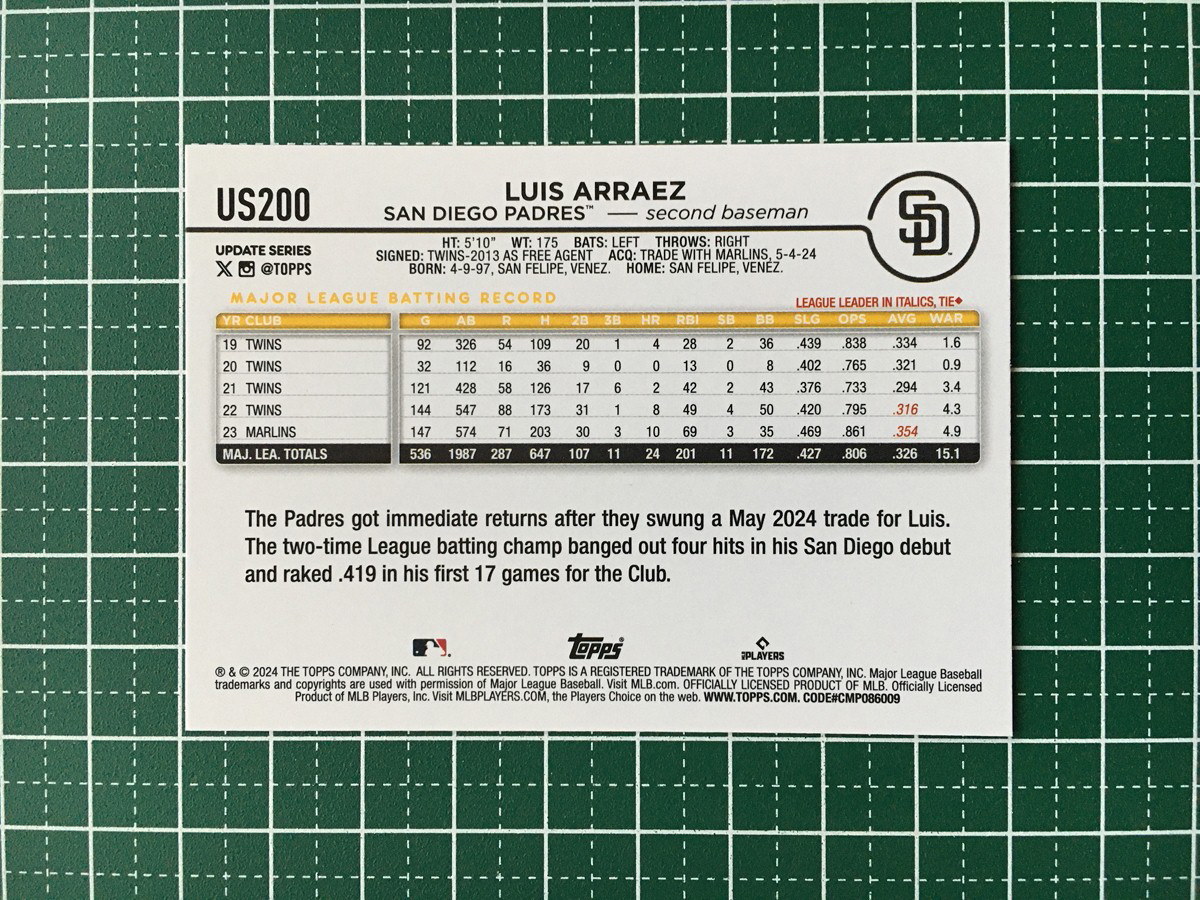 US200
LUIS ARRAEZ
SAN DIEGO PADRES™ — second baseman
SD™
UPDATE SERIES
@TOPPS
HT: 5'10" WT: 175 BATS: LEFT THROWS: RIGHT
SIGNED: TWINS-2013 AS FREE AGENT ACQ: TRADE WITH MARLINS, 5-4-24
BORN: 4-9-97, SAN FELIPE, VENEZ. HOME: SAN FELIPE, VENEZ.
MAJOR LEAGUE BATTING RECORD
LEAGUE LEADER IN ITALICS, TIE◆
YR CLUB G AB R H 2B 3B HR RBI SB BB SLG OPS AVG WAR
19 TWINS 92 326 54 109 20 1 4 28 2 36 .439 .838 .334 1.6
20 TWINS 32 112 16 36 9 0 0 13 0 8 .402 .765 .321 0.9
21 TWINS 121 428 58 126 17 6 2 42 2 43 .376 .733 .294 3.4
22 TWINS 144 547 88 173 31 1 8 49 4 50 .420 .795 .316 4.3
23 MARLINS 147 574 71 203 30 3 10 69 3 35 .469 .861 .354 4.9
MAJ. LEA. TOTALS 536 1987 287 647 107 11 24 201 11 172 .427 .806 .326 15.1
The Padres got immediate returns after they swung a May 2024 trade for Luis.
The two-time League batting champ banged out four hits in his San Diego debut
and raked .419 in his first 17 games for the Club.
topps®
PLAYERS
® & © 2024 THE TOPPS COMPANY, INC. ALL RIGHTS RESERVED. TOPPS IS A REGISTERED TRADEMARK OF THE TOPPS COMPANY, INC. Major League Baseball
trademarks and copyrights are used with permission of Major League Baseball. Visit MLB.com. OFFICIALLY LICENSED PRODUCT OF MLB. Officially Licensed
Product of MLB Players, Inc. Visit MLBPLAYERS.COM, the Players Choice on the web. WWW.TOPPS.COM. CODE#CMP086009